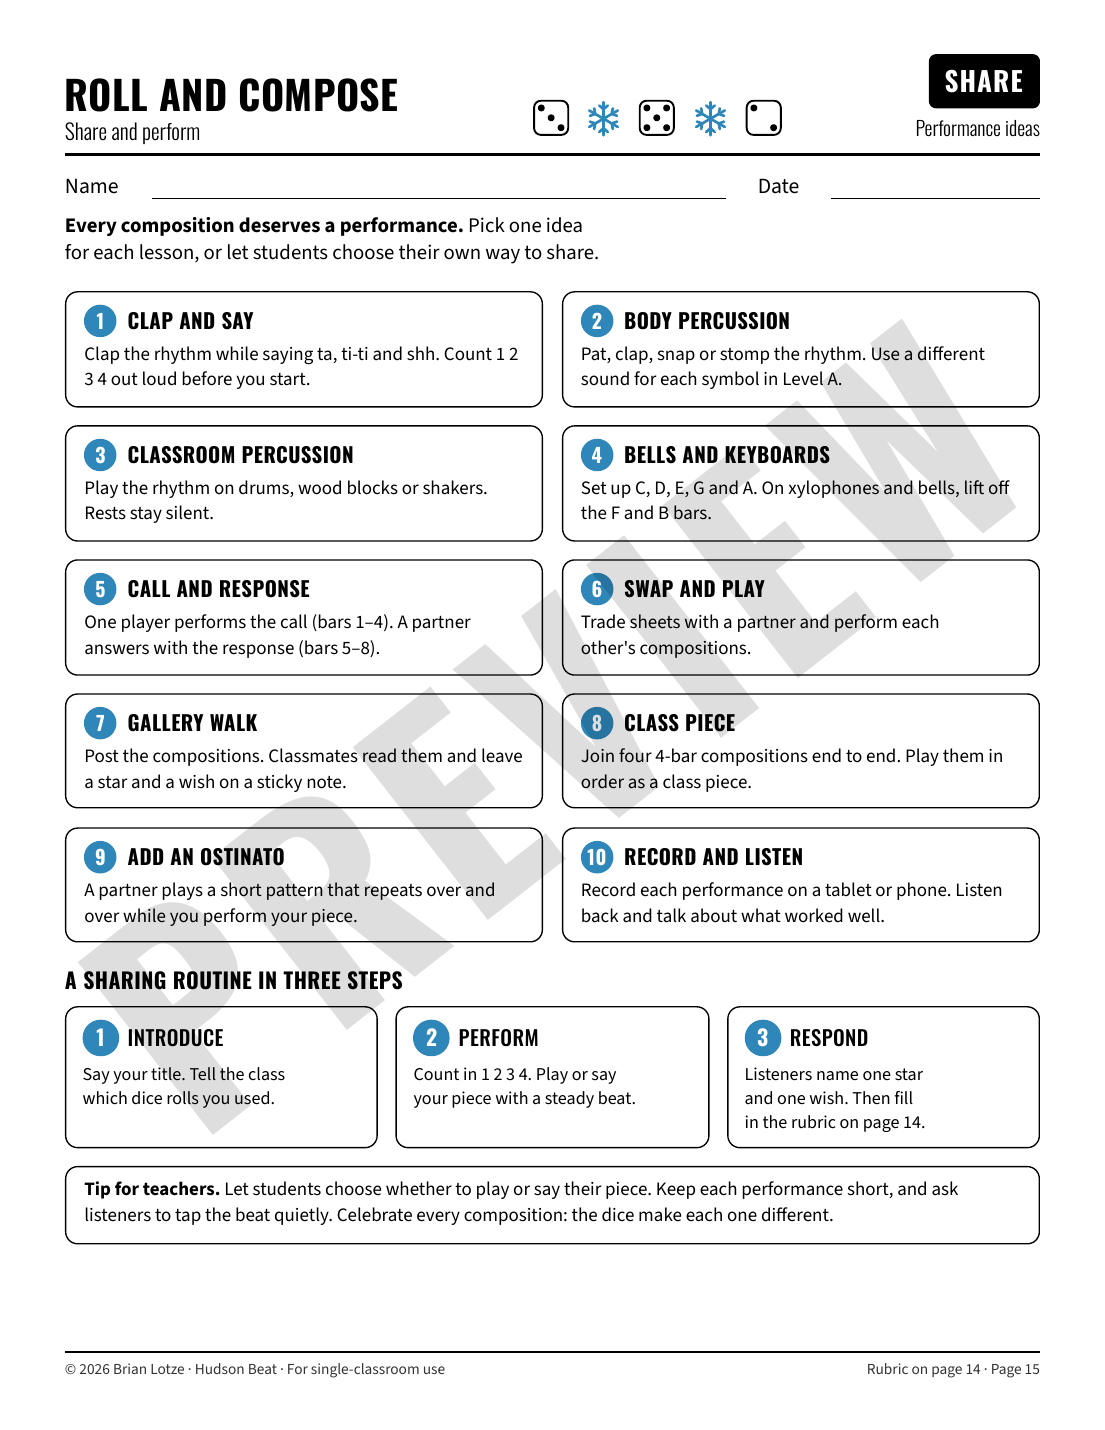 ROLL AND COMPOSE
Share and perform
SHARE
Performance ideas
Name
Date
Every composition deserves a performance. Pick one idea
for each lesson, or let students choose their own way to share.
1 CLAP AND SAY
Clap the rhythm while saying ta, ti-ti and shh. Count 1 2
3 4 out loud before you start.
2 BODY PERCUSSION
Pat, clap, snap or stomp the rhythm. Use a different
sound for each symbol in Level A.
3 CLASSROOM PERCUSSION
Play the rhythm on drums, wood blocks or shakers.
Rests stay silent.
4 BELLS AND KEYBOARDS
Set up C, D, E, G and A. On xylophones and bells, lift off
the F and B bars.
5 CALL AND RESPONSE
One player performs the call (bars 1–4). A partner
answers with the response (bars 5–8).
6 SWAP AND PLAY
Trade sheets with a partner and perform each
other's compositions.
7 GALLERY WALK
Post the compositions. Classmates read them and leave
a star and a wish on a sticky note.
8 CLASS PIECE
Join four 4-bar compositions end to end. Play them in
order as a class piece.
9 ADD AN OSTINATO
A partner plays a short pattern that repeats over and
over while you perform your piece.
10 RECORD AND LISTEN
Record each performance on a tablet or phone. Listen
back and talk about what worked well.
A SHARING ROUTINE IN THREE STEPS
1 INTRODUCE
Say your title. Tell the class
which dice rolls you used.
2 PERFORM
Count in 1 2 3 4. Play or say
your piece with a steady beat.
3 RESPOND
Listeners name one star
and one wish. Then fill
in the rubric on page 14.
Tip for teachers. Let students choose whether to play or say their piece. Keep each performance short, and ask
listeners to tap the beat quietly. Celebrate every composition: the dice make each one different.
© 2026 Brian Lotze · Hudson Beat · For single-classroom use
Rubric on page 14 · Page 15
PREVIEW